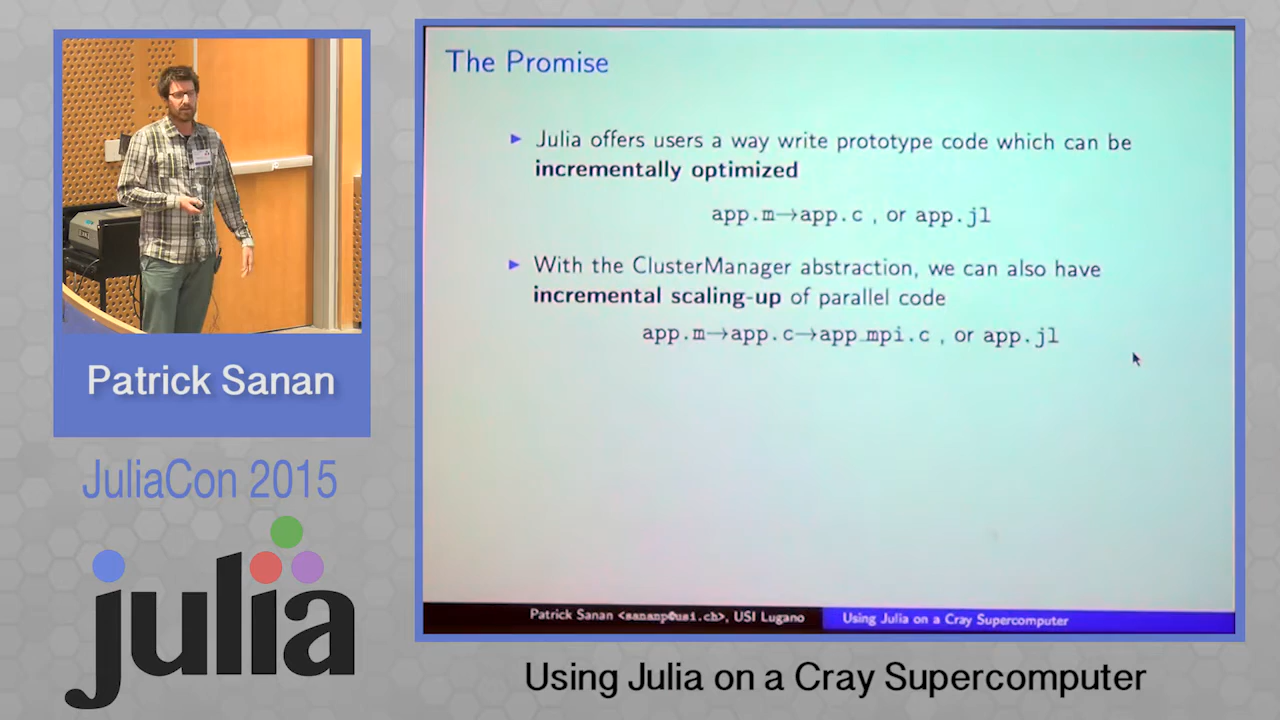 The Promise
Julia offers users a way write prototype code which can be
incrementally optimized
app.m→app.c , or app.jl
With the ClusterManager abstraction, we can also have
incremental scaling-up of parallel code
app.m→app.c→app_mpi.c , or app.jl
Patrick Sanan <sananp@usi.ch>, USI Lugano
Using Julia on a Cray Supercomputer
Patrick Sanan
JuliaCon 2015
julia
Using Julia on a Cray Supercomputer